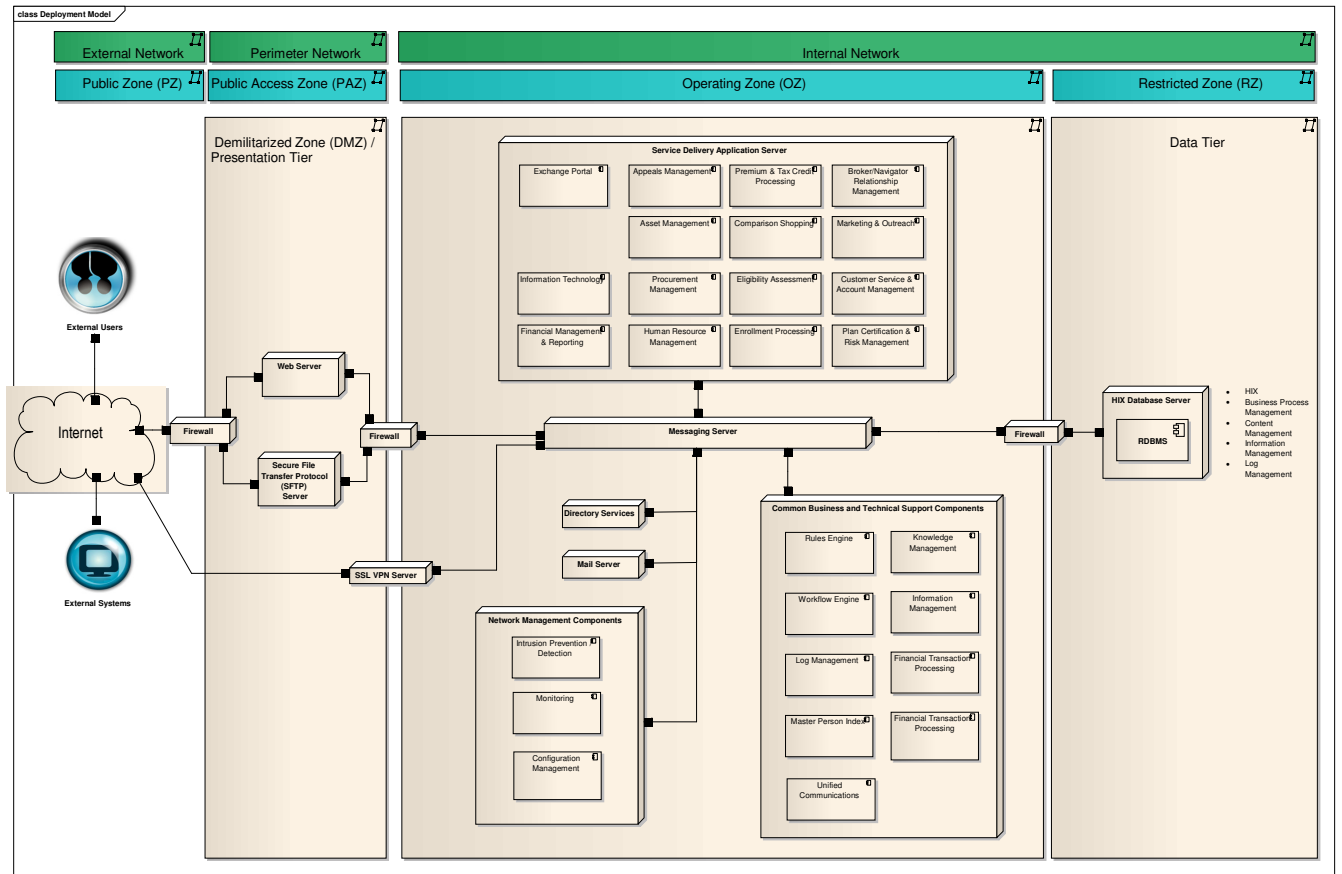 class Deployment Model
External Network
Perimeter Network
Internal Network
Public Zone (PZ)
Public Access Zone (PAZ)
Operating Zone (OZ)
Restricted Zone (RZ)
Demilitarized Zone (DMZ) /
Presentation Tier
Data Tier
Service Delivery Application Server
Exchange Portal
Appeals Management
Premium & Tax Credit
Processing
Broker/Navigator
Relationship
Management
Asset Management
Comparison Shopping
Marketing & Outreach
Information Technology
Procurement
Management
Eligibility Assessment
Customer Service &
Account Management
Financial Management
& Reporting
Human Resource
Management
Enrollment Processing
Plan Certification &
Risk Management
External Users
Internet
External Systems
Firewall
Web Server
Secure File
Transfer Protocol
(SFTP)
Server
Firewall
SSL VPN Server
Messaging Server
Firewall
HIX Database Server
RDBMS
• HIX
• Business Process
Management
• Content
Management
• Information
Management
• Log
Management
Directory Services
Mail Server
Network Management Components
Intrusion Prevention /
Detection
Monitoring
Configuration
Management
Common Business and Technical Support Components
Rules Engine
Knowledge
Management
Workflow Engine
Information
Management
Log Management
Financial Transaction
Processing
Master Person Index
Financial Transaction
Processing
Unified
Communications